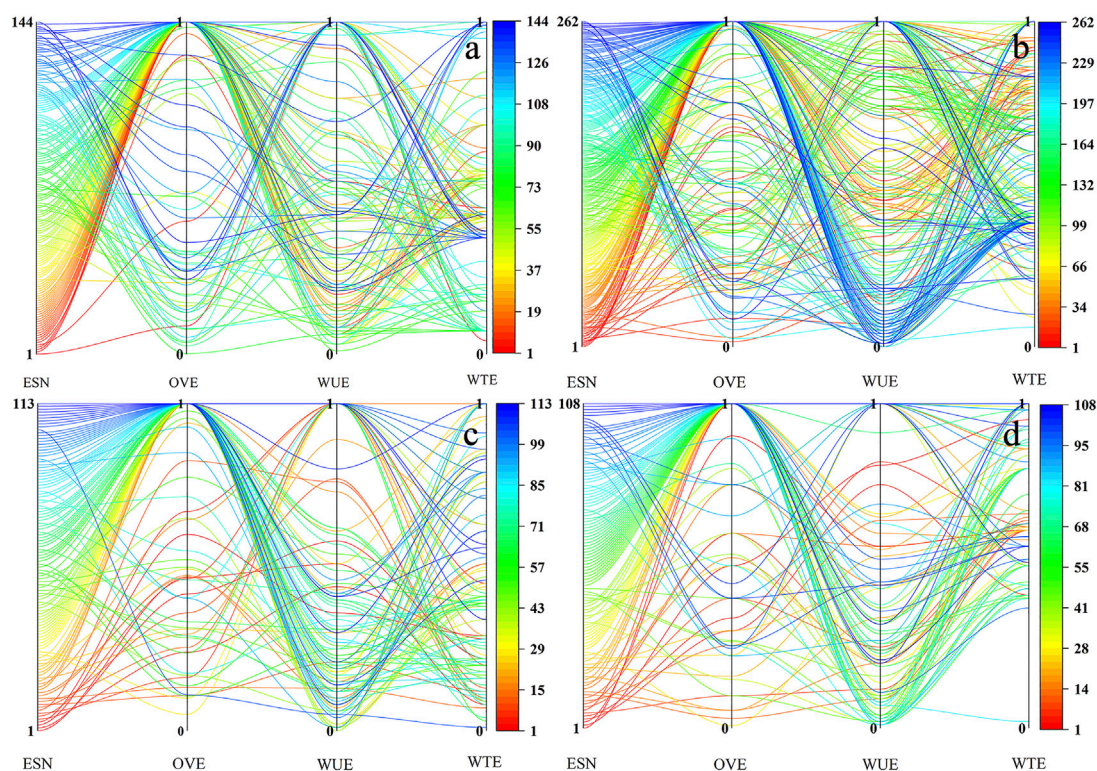 144 1 1 1 144
a
126
108
90
73
55
37
19
1 0 0 0 1
ESN OVE WUE WTE
262 1 1 1 262
b
229
197
164
132
99
66
34
1 0 0 0 1
ESN OVE WUE WTE
113 1 1 1 113
c
99
85
71
57
43
29
15
1 0 0 0 1
ESN OVE WUE WTE
108 1 1 1 108
d
95
81
68
55
41
28
14
1 0 0 0 1
ESN OVE WUE WTE